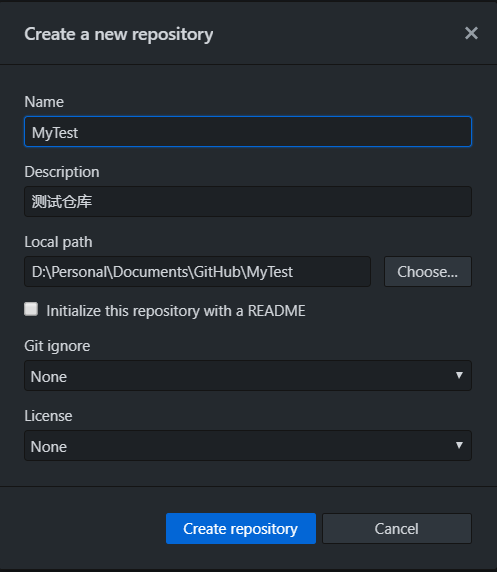 Create a new repository
Name
MyTest
Description
测试仓库
Local path
D:\Personal\Documents\GitHub\MyTest
Choose...
Initialize this repository with a README
Git ignore
None
License
None
Create repository
Cancel